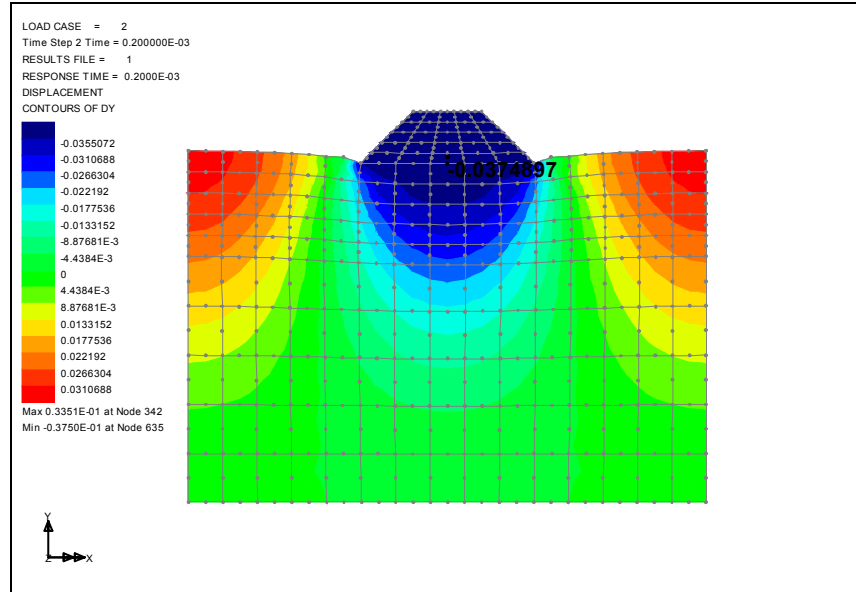 LOAD CASE = 2
Time Step 2 Time = 0.200000E-03
RESULTS FILE = 1
RESPONSE TIME = 0.2000E-03
DISPLACEMENT
CONTOURS OF DY
-0.0355072
-0.0310688
-0.0266304
-0.022192
-0.0177536
-0.0133152
-8.87681E-3
-4.4384E-3
0
4.4384E-3
8.87681E-3
0.0133152
0.0177536
0.022192
0.0266304
0.0310688
Max 0.3351E-01 at Node 342
Min -0.3750E-01 at Node 635
-0.0374897
Y
Z
X